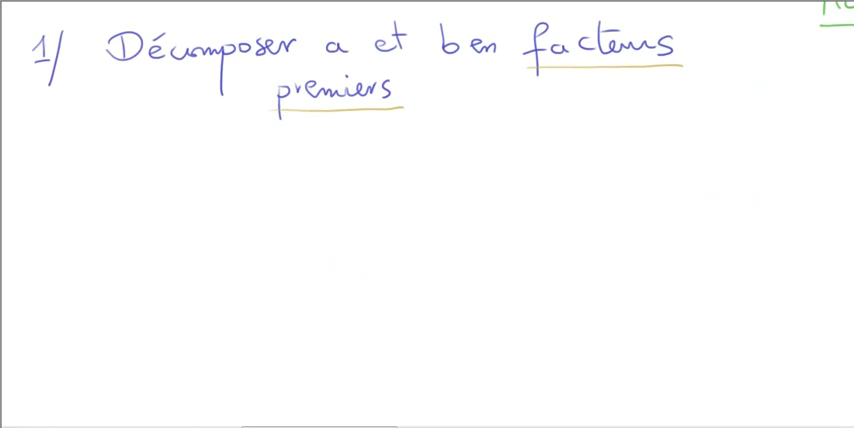 1/ Décomposer a et b en facteurs
premiers